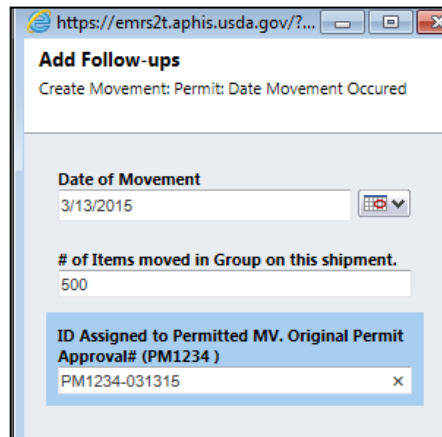 https://emrs2t.aphis.usda.gov/?...
Add Follow-ups
Create Movement: Permit: Date Movement Occured
Date of Movement
3/13/2015
# of Items moved in Group on this shipment.
500
ID Assigned to Permitted MV. Original Permit
Approval# (PM1234 )
PM1234-031315